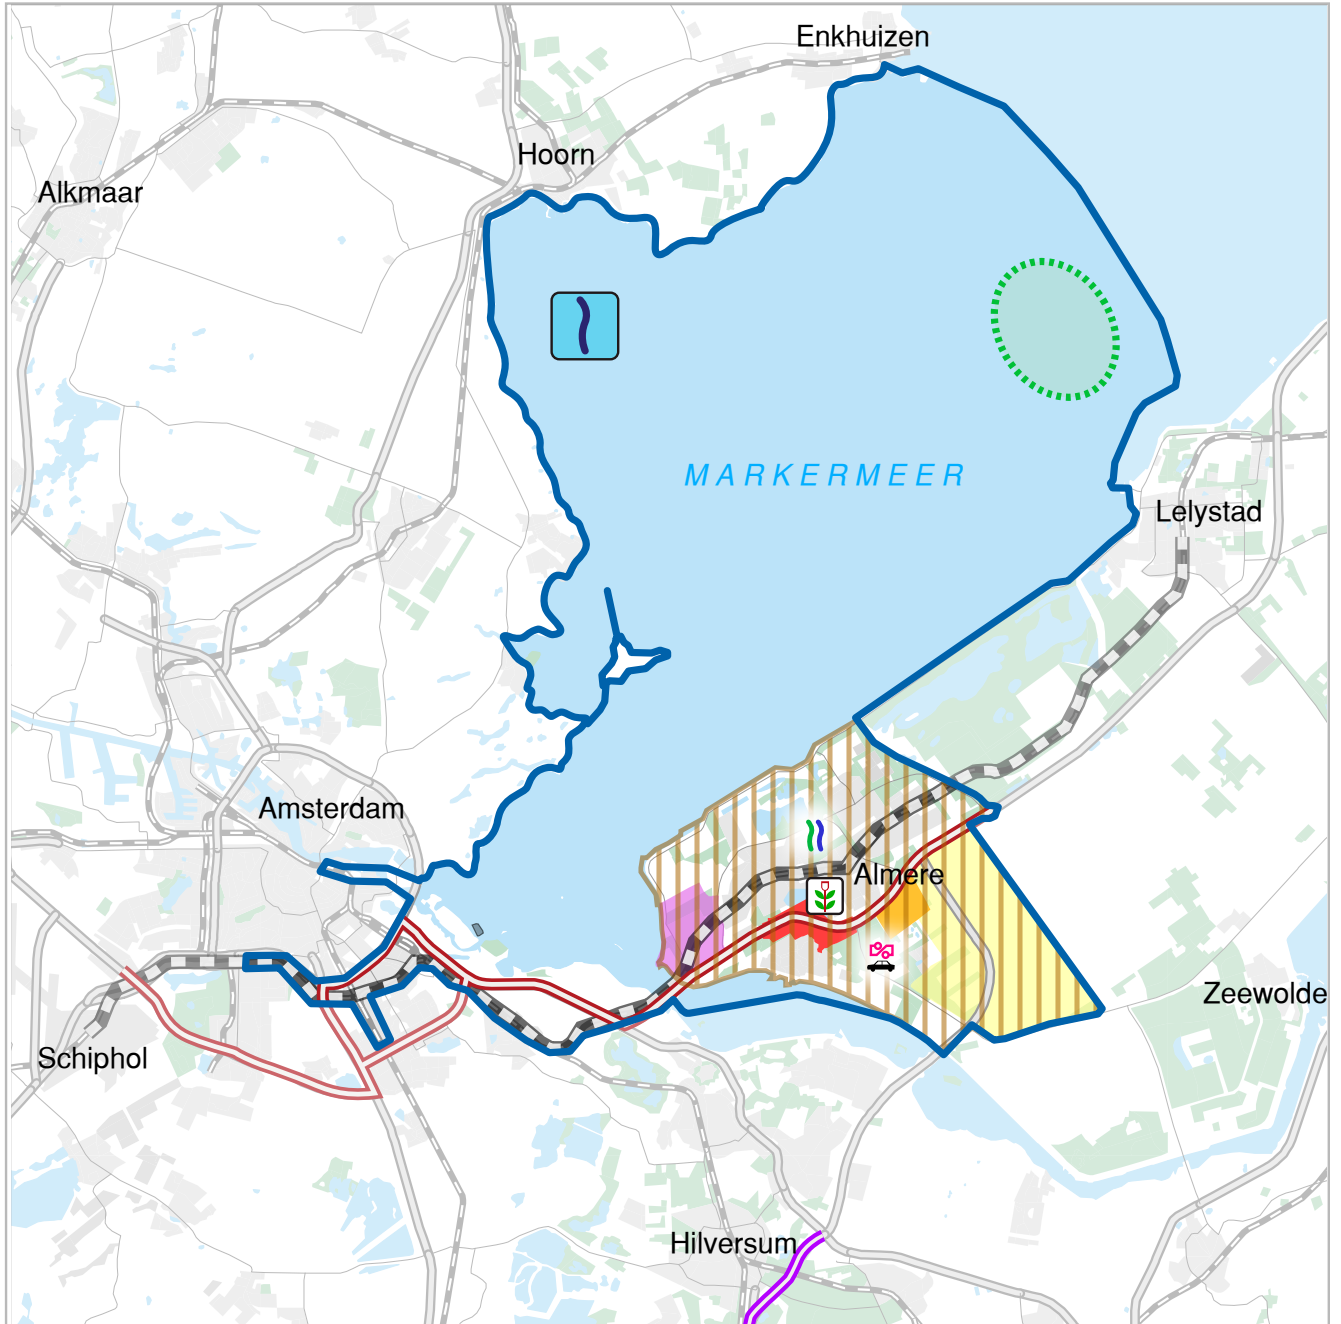 Enkhuizen
Hoorn
Alkmaar
MARKERMEER
Lelystad
Amsterdam
Almere
Zeewolde
Schiphol
Hilversum